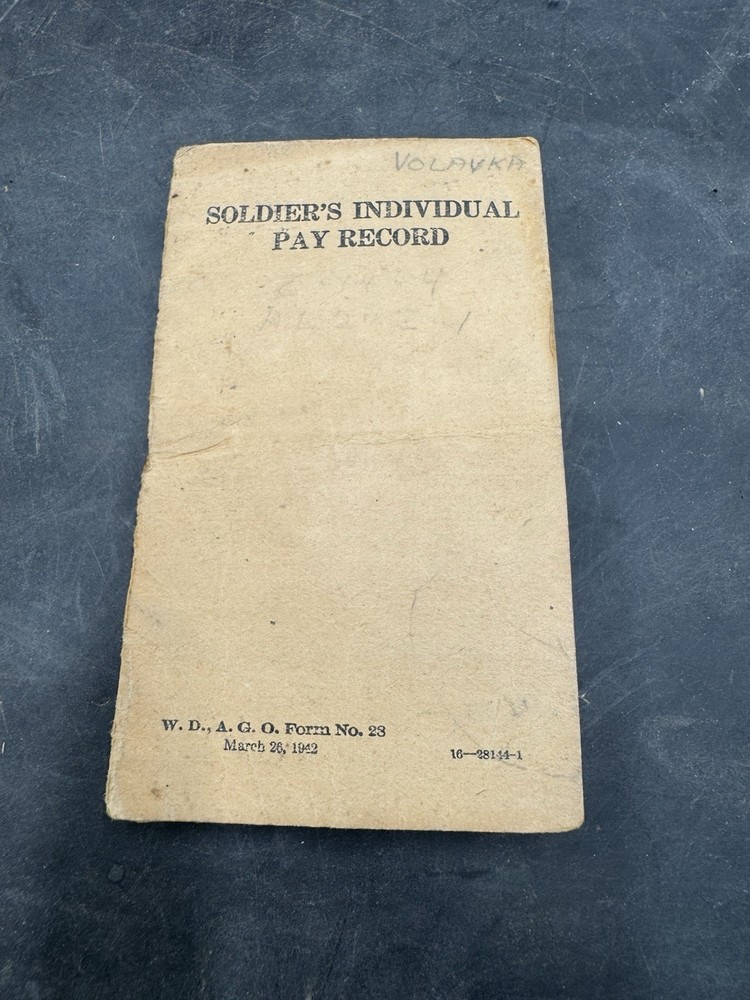 VOLAVKA
SOLDIER'S INDIVIDUAL
PAY RECORD
W. D., A. G. O. Form No. 28
March 26, 1942
16—28144-1